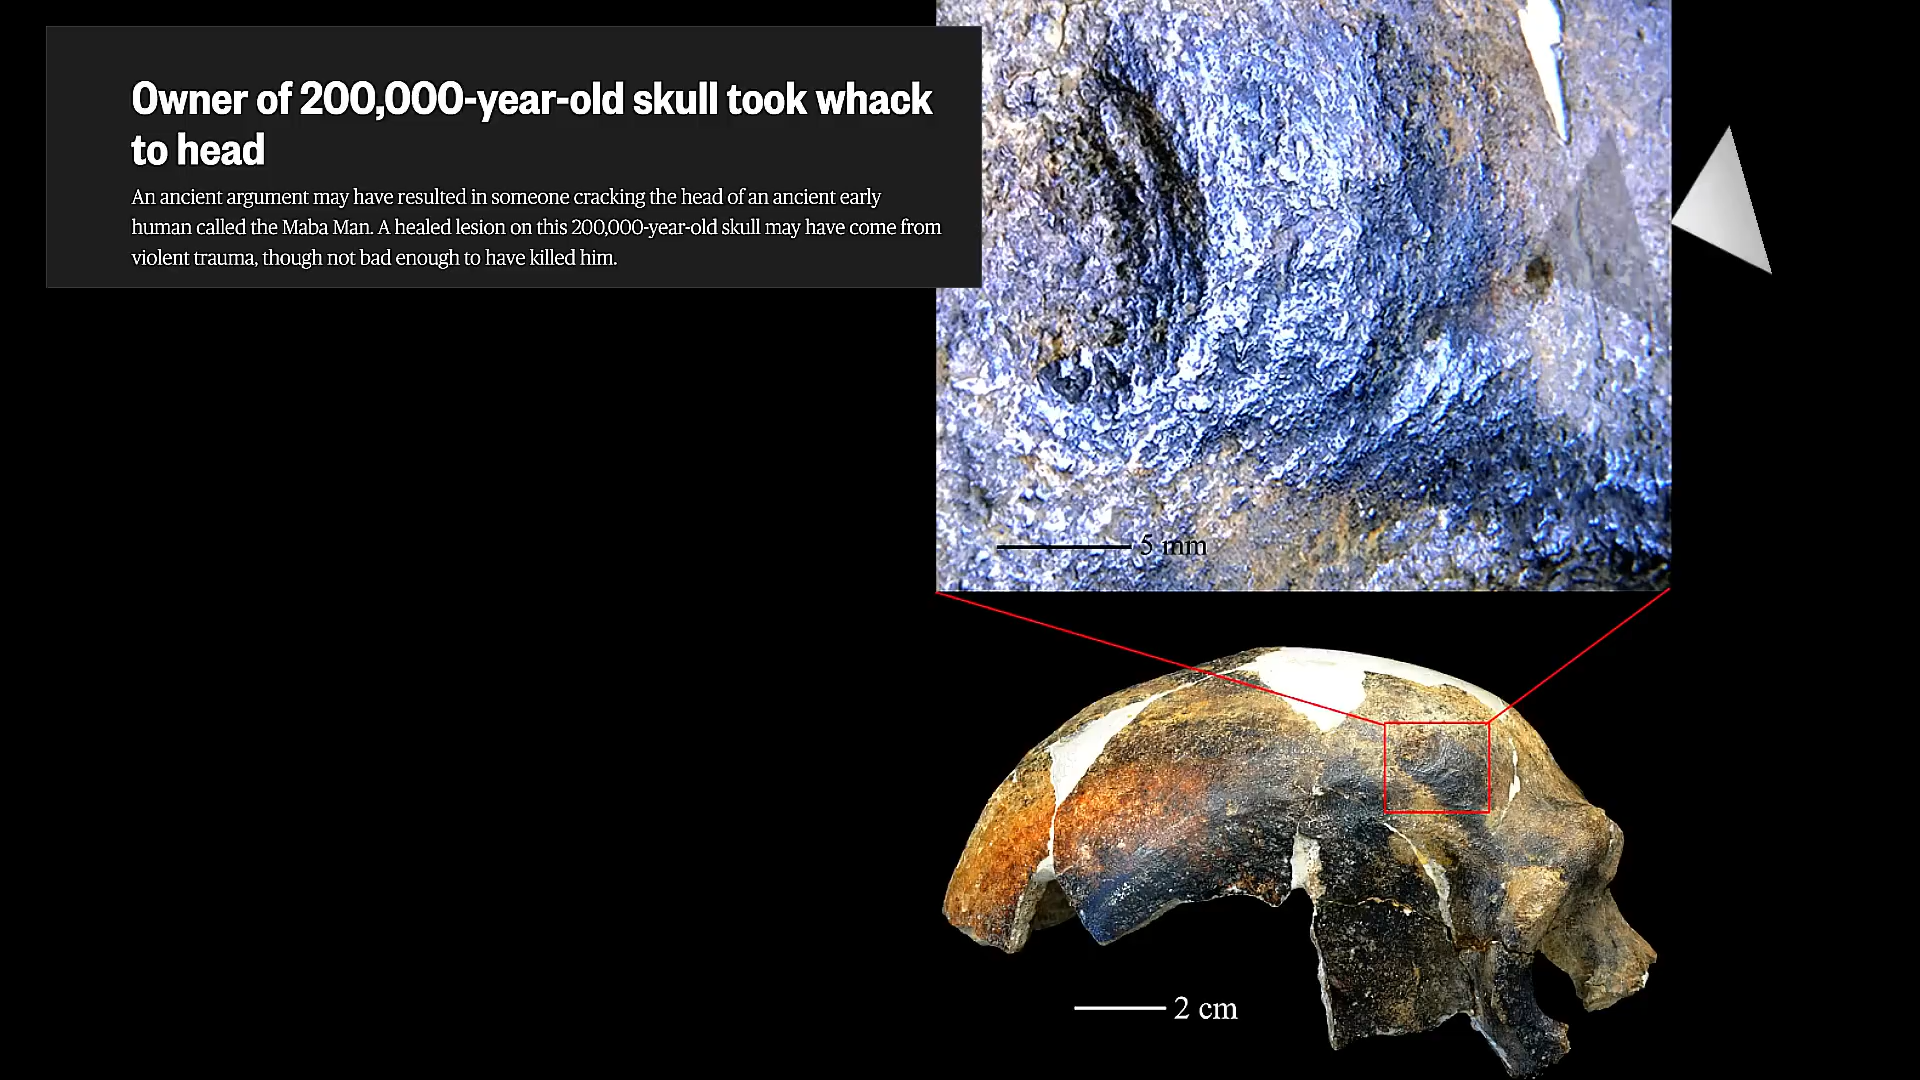 Owner of 200,000-year-old skull took whack
to head
An ancient argument may have resulted in someone cracking the head of an ancient early
human called the Maba Man. A healed lesion on this 200,000-year-old skull may have come from
violent trauma, though not bad enough to have killed him.
5 mm
2 cm